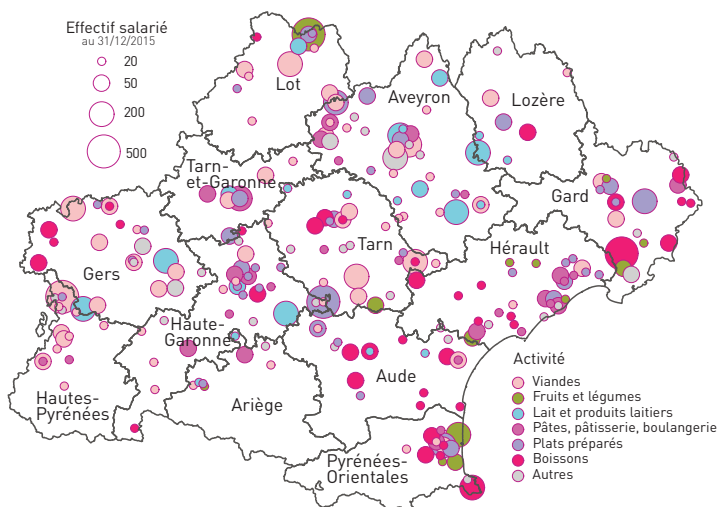 Effectif salarié
au 31/12/2015
20
50
200
500
Lot
Aveyron
Lozère
Tarn-
et-Garonne
Gard
Tarn
Hérault
Gers
Haute-
Garonne
Hautes-
Pyrénées
Ariège
Aude
Pyrénées-
Orientales
Activité
Viandes
Fruits et légumes
Lait et produits laitiers
Pâtes, pâtisserie, boulangerie
Plats préparés
Boissons
Autres